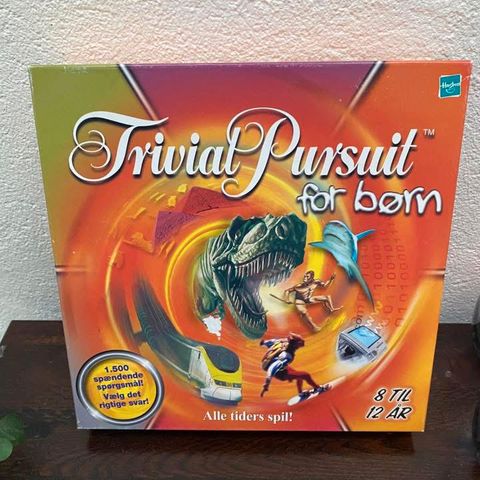 Hasbro
Trivial Pursuit™
for børn
1.500
spændende
spørgsmål!
Vælg det
rigtige svar!
Alle tiders spil!
8 TIL
12 ÅR